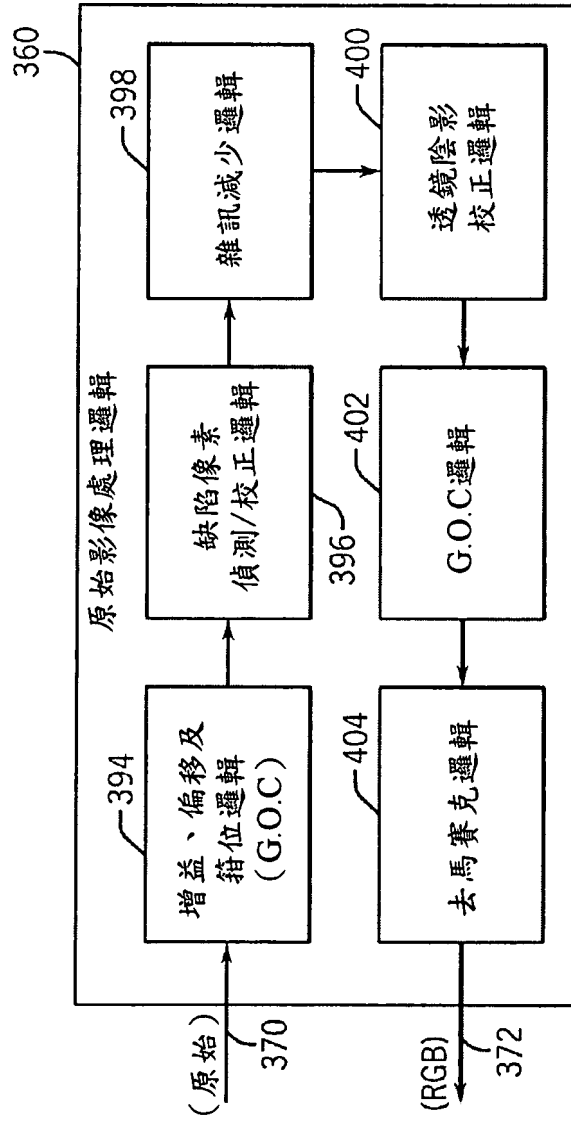 360
原始影像處理邏輯
(原始)
370
394
增益、偏移及
箝位邏輯
(G.O.C)
缺陷像素
偵測/校正邏輯
396
398
雜訊減少邏輯
400
透鏡陰影
校正邏輯
402
G.O.C邏輯
404
去馬賽克邏輯
(RGB)
372